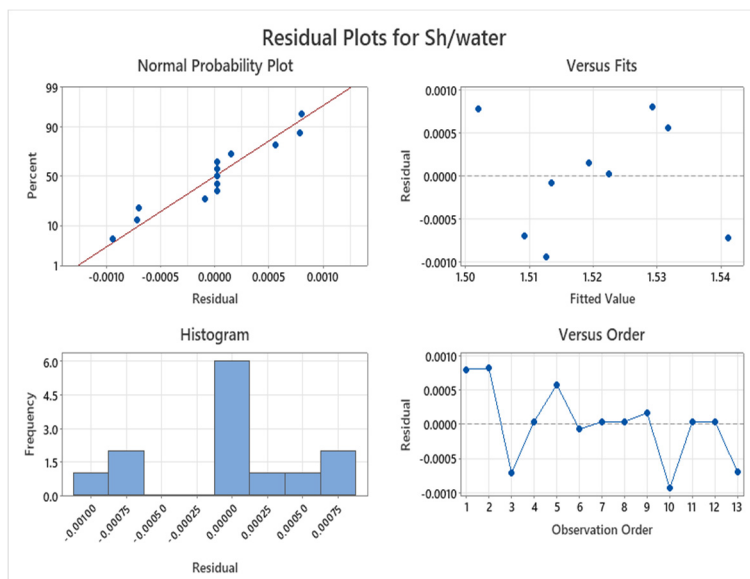 Residual Plots for Sh/water
Normal Probability Plot
99
90
50
10
1
Percent
-0.0010 -0.0005 0.0000 0.0005 0.0010
Residual
Versus Fits
0.0010
0.0005
0.0000
-0.0005
-0.0010
Residual
1.50 1.51 1.52 1.53 1.54
Fitted Value
Histogram
6.0
4.5
3.0
1.5
0.0
Frequency
-0.00100 -0.00075 -0.0005 0 -0.00025 0.00000 0.00025 0.0005 0 0.00075
Residual
Versus Order
0.0010
0.0005
0.0000
-0.0005
-0.0010
Residual
1 2 3 4 5 6 7 8 9 10 11 12 13
Observation Order